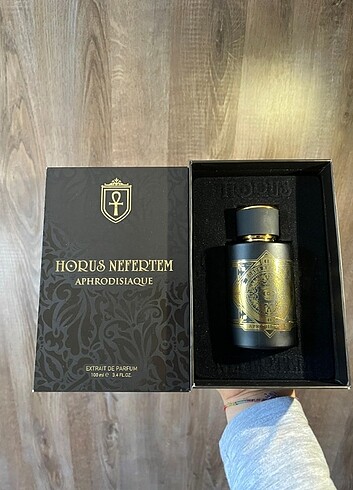 HORUS NEFERTEM
APHRODISIAQUE
EXTRAIT DE PARFUM
100 ml ℮ 3.4 FL.OZ.
HORUS